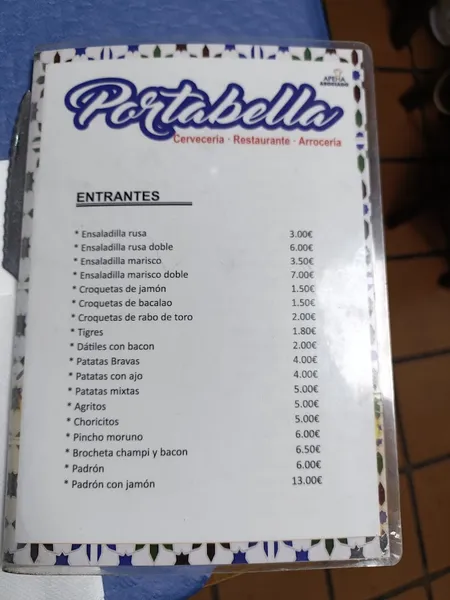 APEHA
ASOCIADO
Portabella
Cerveceria · Restaurante · Arroceria
ENTRANTES
* Ensaladilla rusa 3.00€
* Ensaladilla rusa doble 6.00€
* Ensaladilla marisco 3.50€
* Ensaladilla marisco doble 7.00€
* Croquetas de jamón 1.50€
* Croquetas de bacalao 1.50€
* Croquetas de rabo de toro 2.00€
* Tigres 1.80€
* Dátiles con bacon 2.00€
* Patatas Bravas 4.00€
* Patatas con ajo 4.00€
* Patatas mixtas 5.00€
* Agritos 5.00€
* Choricitos 5.00€
* Pincho moruno 6.00€
* Brocheta champi y bacon 6.50€
* Padrón 6.00€
* Padrón con jamón 13.00€